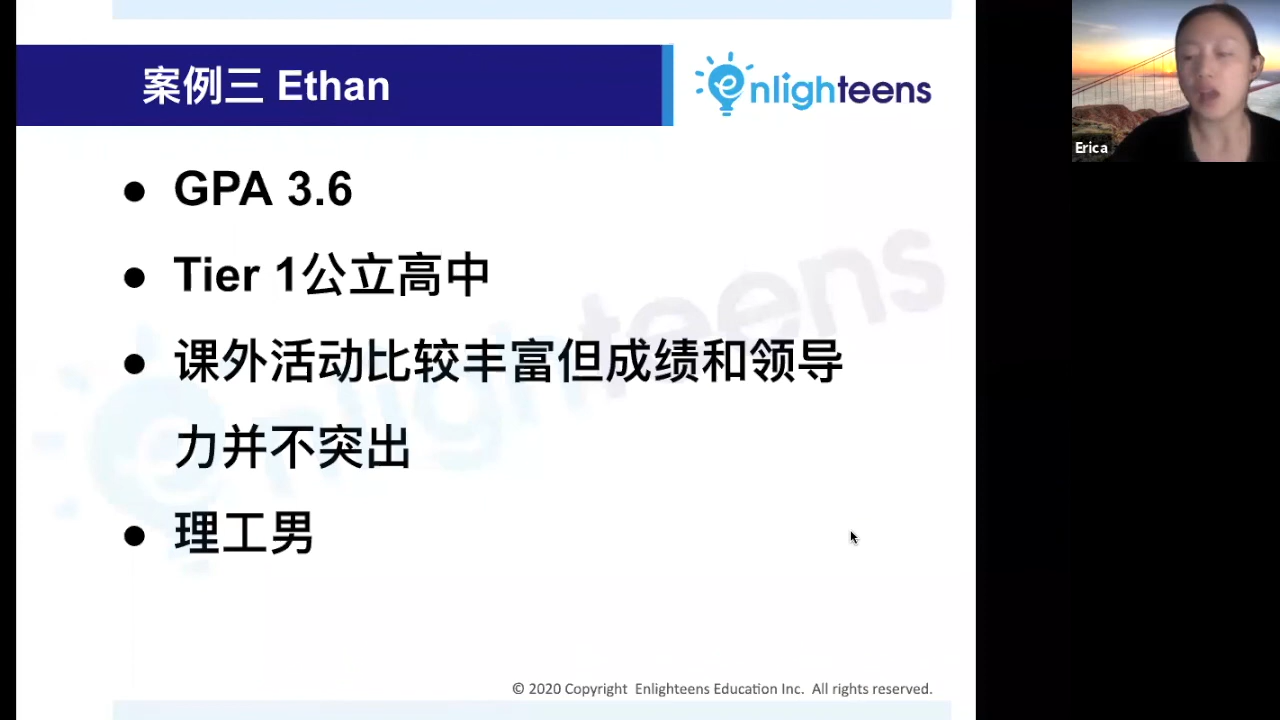 案例三 Ethan
enlighteens
Erica
● GPA 3.6
● Tier 1公立高中
● 课外活动比较丰富但成绩和领导
力并不突出
● 理工男
enlighteens
© 2020 Copyright Enlighteens Education Inc. All rights reserved.